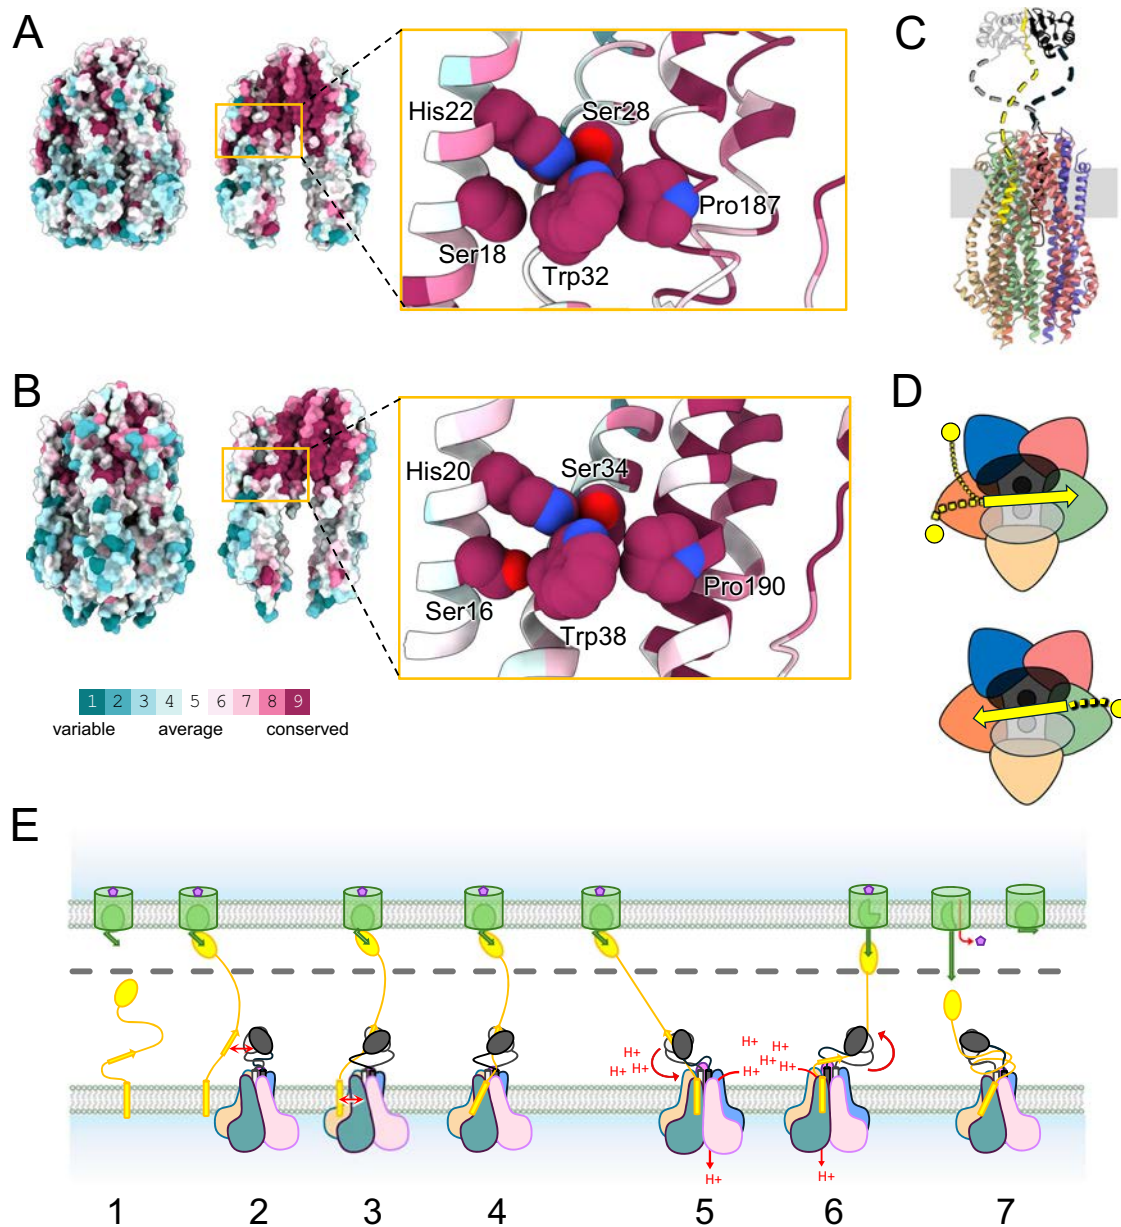 A
His22
Ser28
Pro187
Ser18
Trp32
B
His20
Ser34
Pro190
Ser16
Trp38
1 2 3 4 5 6 7 8 9
variable average conserved
C
D
E
H+ H+
H+ H+ H+
H+ H+ H+ H+
H+ H+
1 2 3 4 5 6 7